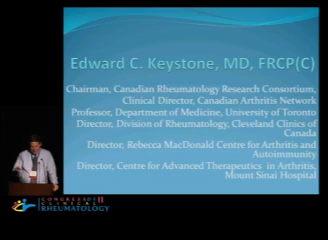 Edward C. Keystone, MD, FRCP(C)
Chairman, Canadian Rheumatology Research Consortium,
Clinical Director, Canadian Arthritis Network
Professor, Department of Medicine, University of Toronto
Director, Division of Rheumatology, Cleveland Clinics of
Canada
Director, Rebecca MacDonald Centre for Arthritis and
Autoimmunity
Director, Centre for Advanced Therapeutics in Arthritis,
Mount Sinai Hospital
CONGRESS OF II
CLINICAL
RHEUMATOLOGY